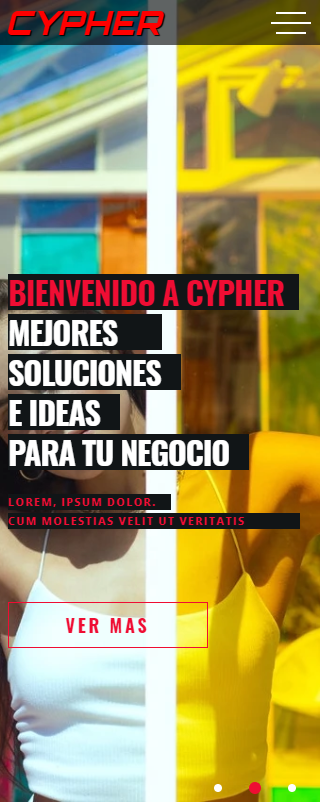 CYPHER
BIENVENIDO A CYPHER
MEJORES
SOLUCIONES
E IDEAS
PARA TU NEGOCIO
LOREM, IPSUM DOLOR.
CUM MOLESTIAS VELIT UT VERITATIS
VER MAS